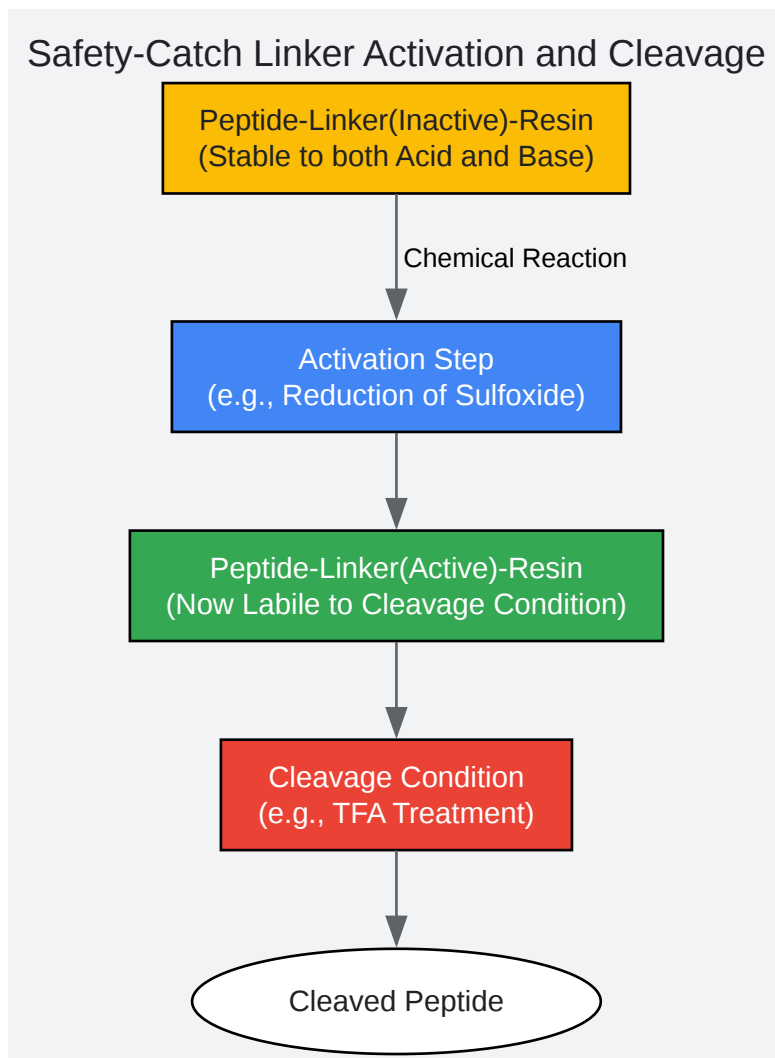 Safety-Catch Linker Activation and Cleavage
Peptide-Linker(Inactive)-Resin
(Stable to both Acid and Base)
Chemical Reaction
Activation Step
(e.g., Reduction of Sulfoxide)
Peptide-Linker(Active)-Resin
(Now Labile to Cleavage Condition)
Cleavage Condition
(e.g., TFA Treatment)
Cleaved Peptide